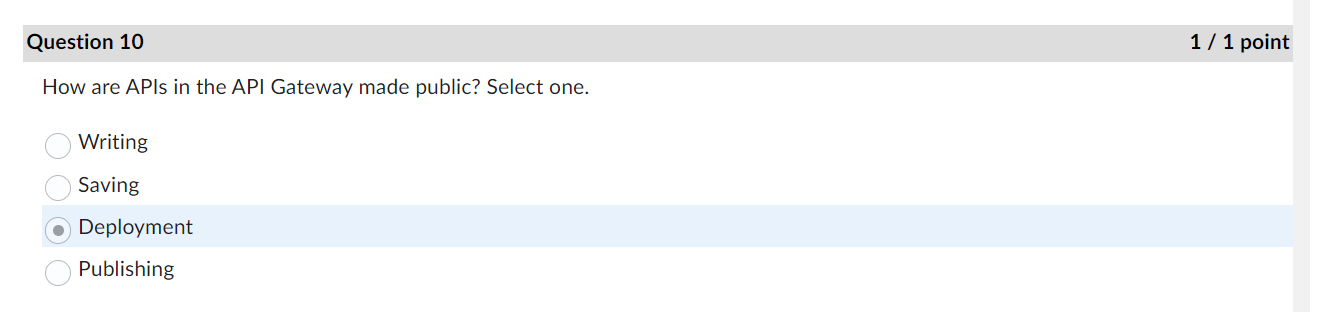 Question 10 1 / 1 point
How are APIs in the API Gateway made public? Select one.
Writing
Saving
Deployment
Publishing